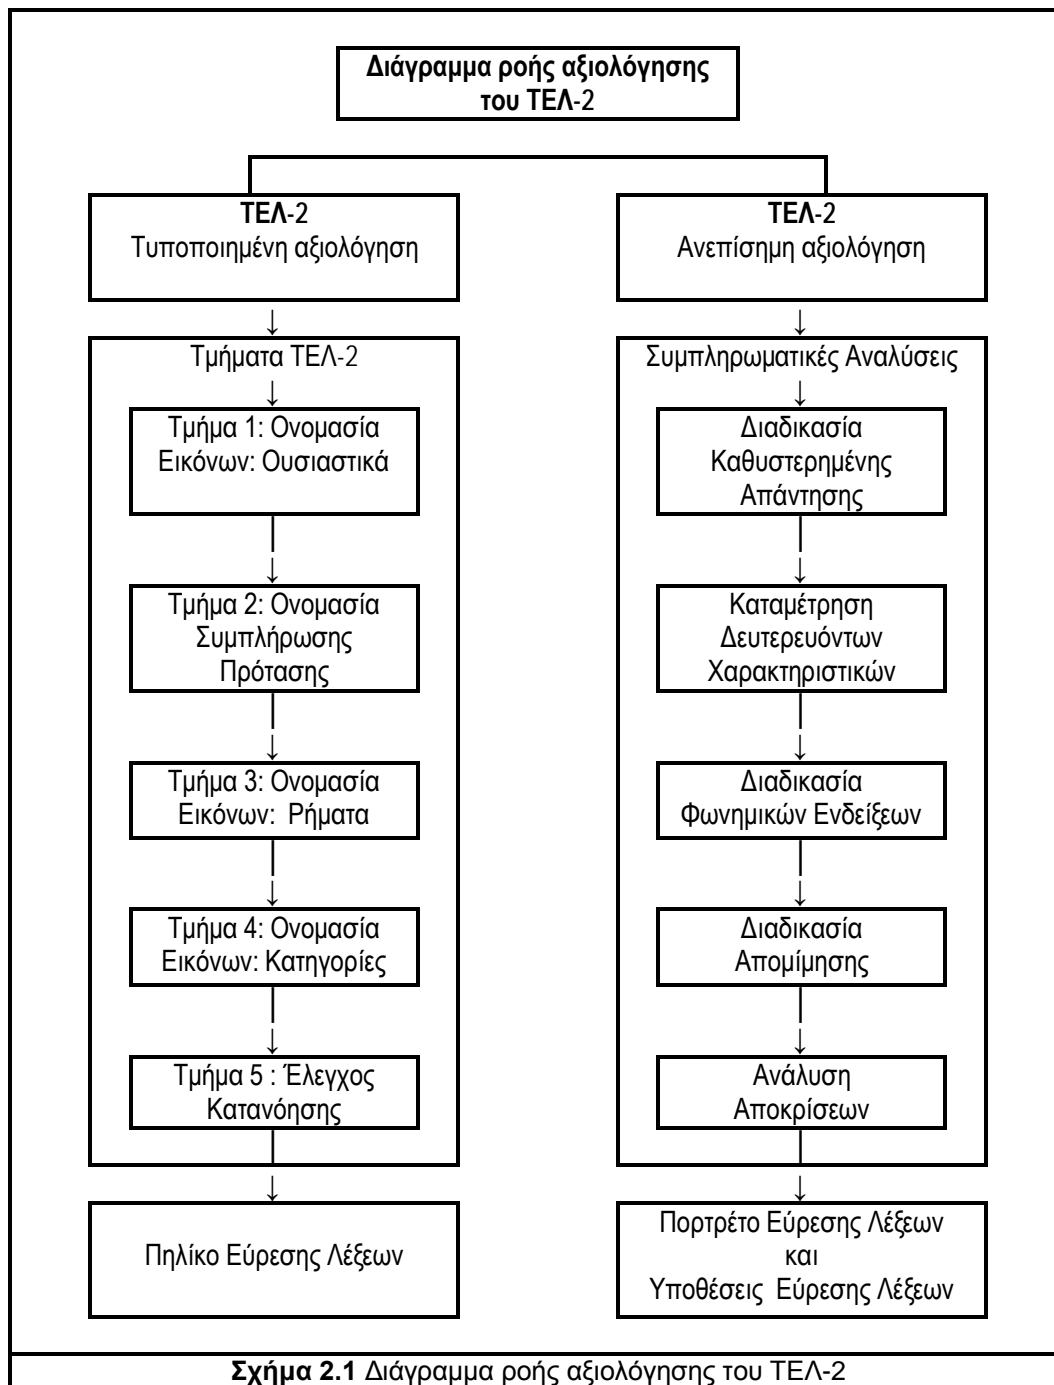 Διάγραμμα ροής αξιολόγησης
του ΤΕΛ-2
ΤΕΛ-2
Τυποποιημένη αξιολόγηση
↓
Τμήματα ΤΕΛ-2
↓
Τμήμα 1: Ονομασία
Εικόνων: Ουσιαστικά
↓
Τμήμα 2: Ονομασία
Συμπλήρωσης
Πρότασης
↓
Τμήμα 3: Ονομασία
Εικόνων:  Ρήματα
↓
Τμήμα 4: Ονομασία
Εικόνων: Κατηγορίες
↓
Τμήμα 5 : Έλεγχος
Κατανόησης
↓
Πηλίκο Εύρεσης Λέξεων
ΤΕΛ-2
Ανεπίσημη αξιολόγηση
↓
Συμπληρωματικές Αναλύσεις
↓
Διαδικασία
Καθυστερημένης
Απάντησης
↓
Καταμέτρηση
Δευτερευόντων
Χαρακτηριστικών
↓
Διαδικασία
Φωνημικών Ενδείξεων
↓
Διαδικασία
Απομίμησης
↓
Ανάλυση
Αποκρίσεων
↓
Πορτρέτο Εύρεσης Λέξεων
και
Υποθέσεις  Εύρεσης Λέξεων
Σχήμα 2.1 Διάγραμμα ροής αξιολόγησης του ΤΕΛ-2